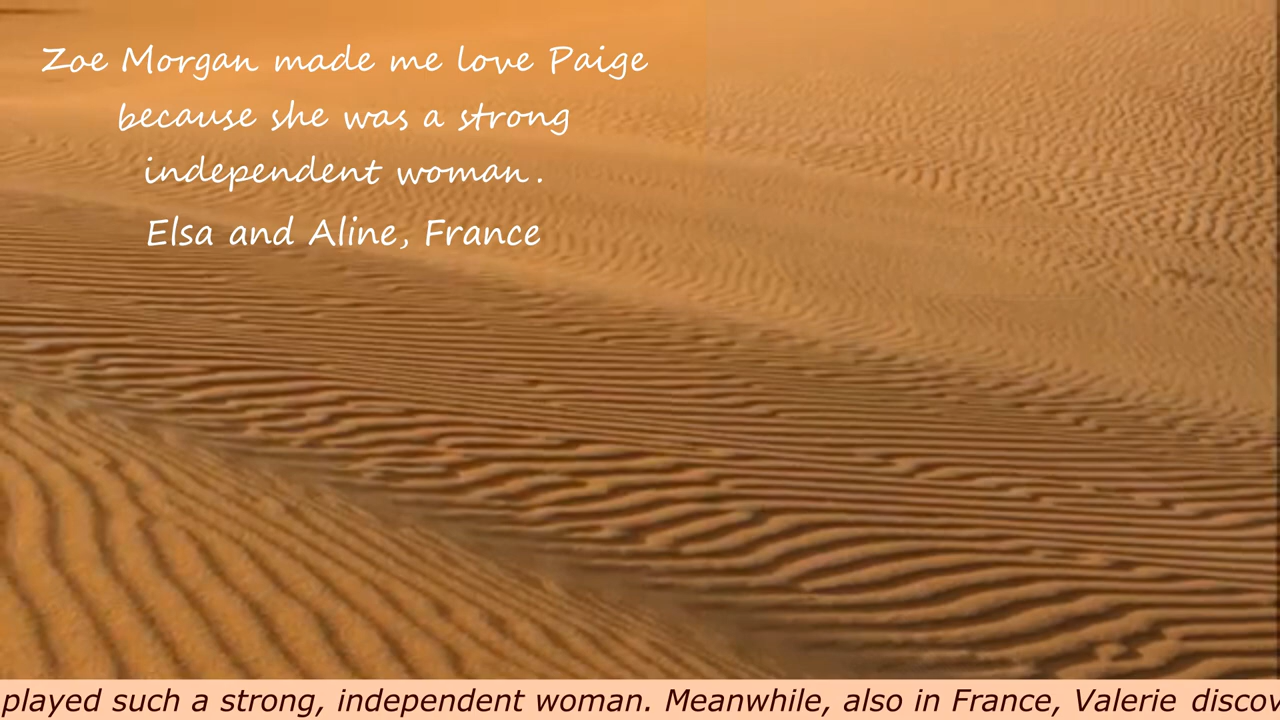 Zoe Morgan made me love Paige
because she was a strong
independent woman.
Elsa and Aline, France
played such a strong, independent woman. Meanwhile, also in France, Valerie discov